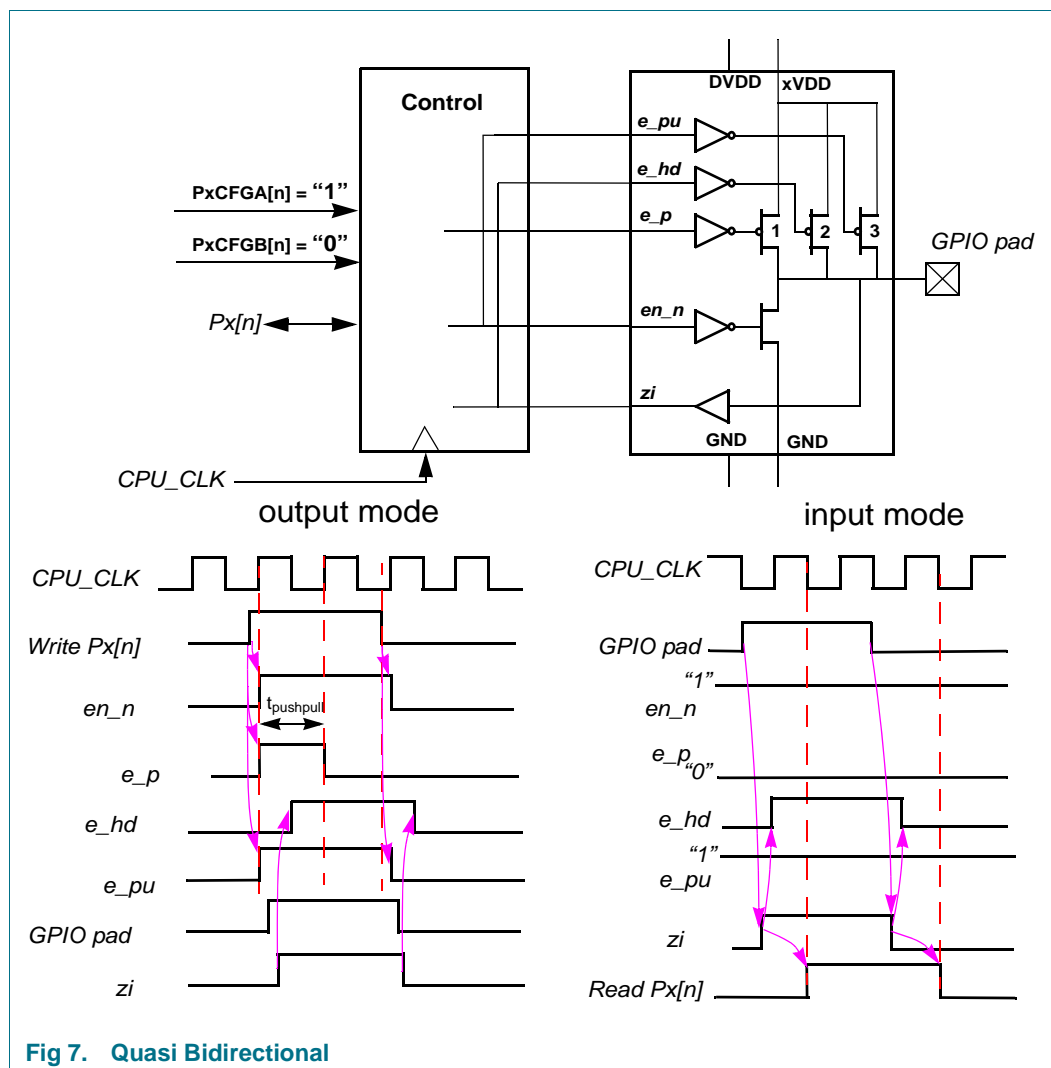 DVDD
xVDD
Control
e_pu
e_hd
PxCFGA[n] = “1”
e_p
PxCFGB[n] = “0”
1
2
3
GPIO pad
Px[n]
en_n
zi
GND
GND
CPU_CLK
output mode
CPU_CLK
Write Px[n]
en_n
tpushpull
e_p
e_hd
e_pu
GPIO pad
zi
input mode
CPU_CLK
GPIO pad
“1”
en_n
e_p
“0”
e_hd
“1”
e_pu
zi
Read Px[n]
Fig 7. Quasi Bidirectional